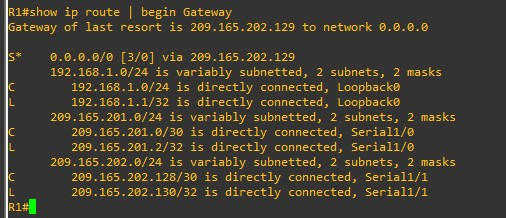 R1#show ip route | begin Gateway
Gateway of last resort is 209.165.202.129 to network 0.0.0.0
S* 0.0.0.0/0 [3/0] via 209.165.202.129
192.168.1.0/24 is variably subnetted, 2 subnets, 2 masks
C 192.168.1.0/24 is directly connected, Loopback0
L 192.168.1.1/32 is directly connected, Loopback0
209.165.201.0/24 is variably subnetted, 2 subnets, 2 masks
C 209.165.201.0/30 is directly connected, Serial1/0
L 209.165.201.2/32 is directly connected, Serial1/0
209.165.202.0/24 is variably subnetted, 2 subnets, 2 masks
C 209.165.202.128/30 is directly connected, Serial1/1
L 209.165.202.130/32 is directly connected, Serial1/1
R1#